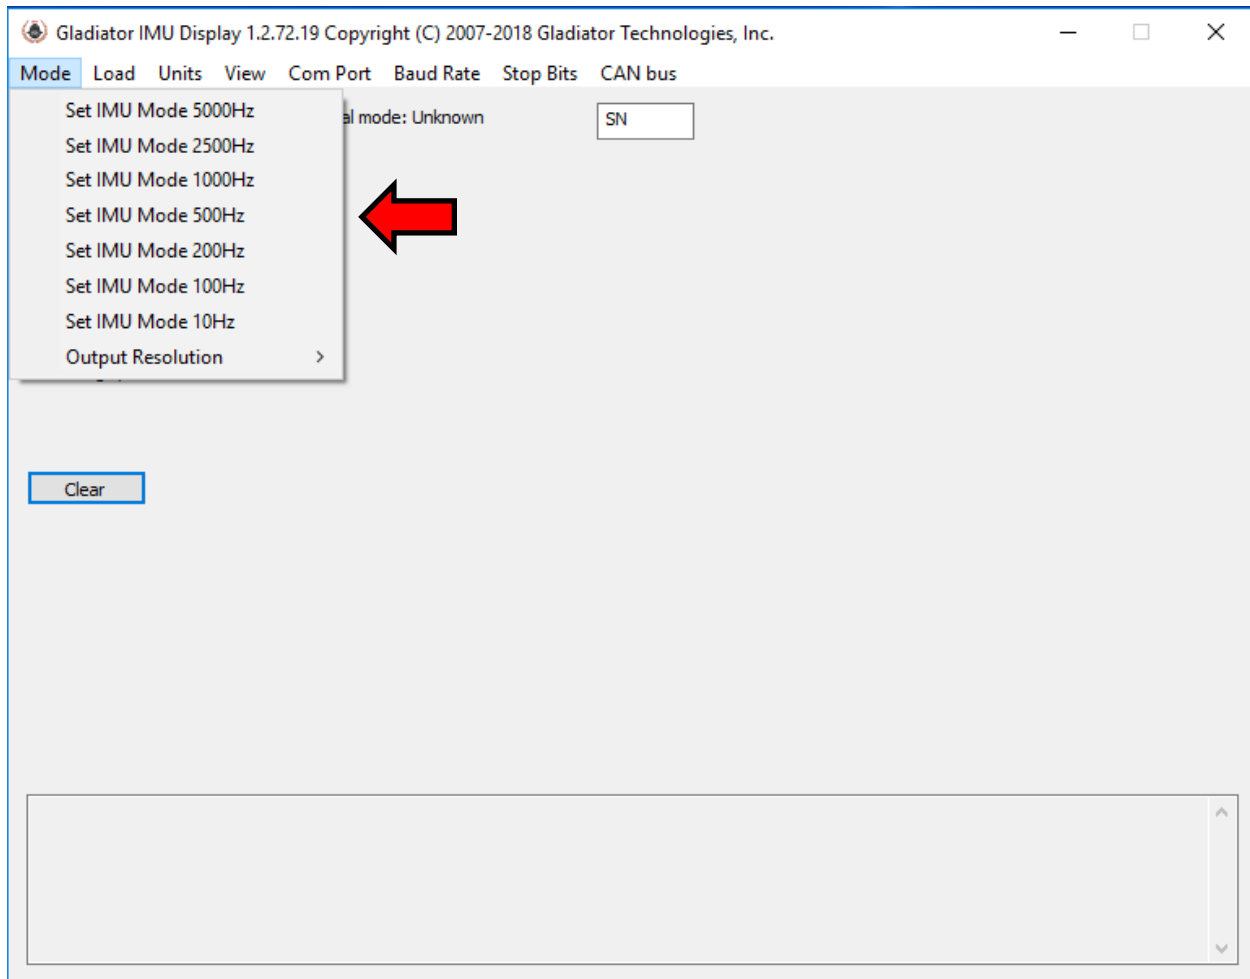 Gladiator IMU Display 1.2.72.19 Copyright (C) 2007-2018 Gladiator Technologies, Inc.
Mode Load Units View Com Port Baud Rate Stop Bits CAN bus
Set IMU Mode 5000Hz
al mode: Unknown
SN
Set IMU Mode 2500Hz
Set IMU Mode 1000Hz
Set IMU Mode 500Hz
Set IMU Mode 200Hz
Set IMU Mode 100Hz
Set IMU Mode 10Hz
Output Resolution
Clear